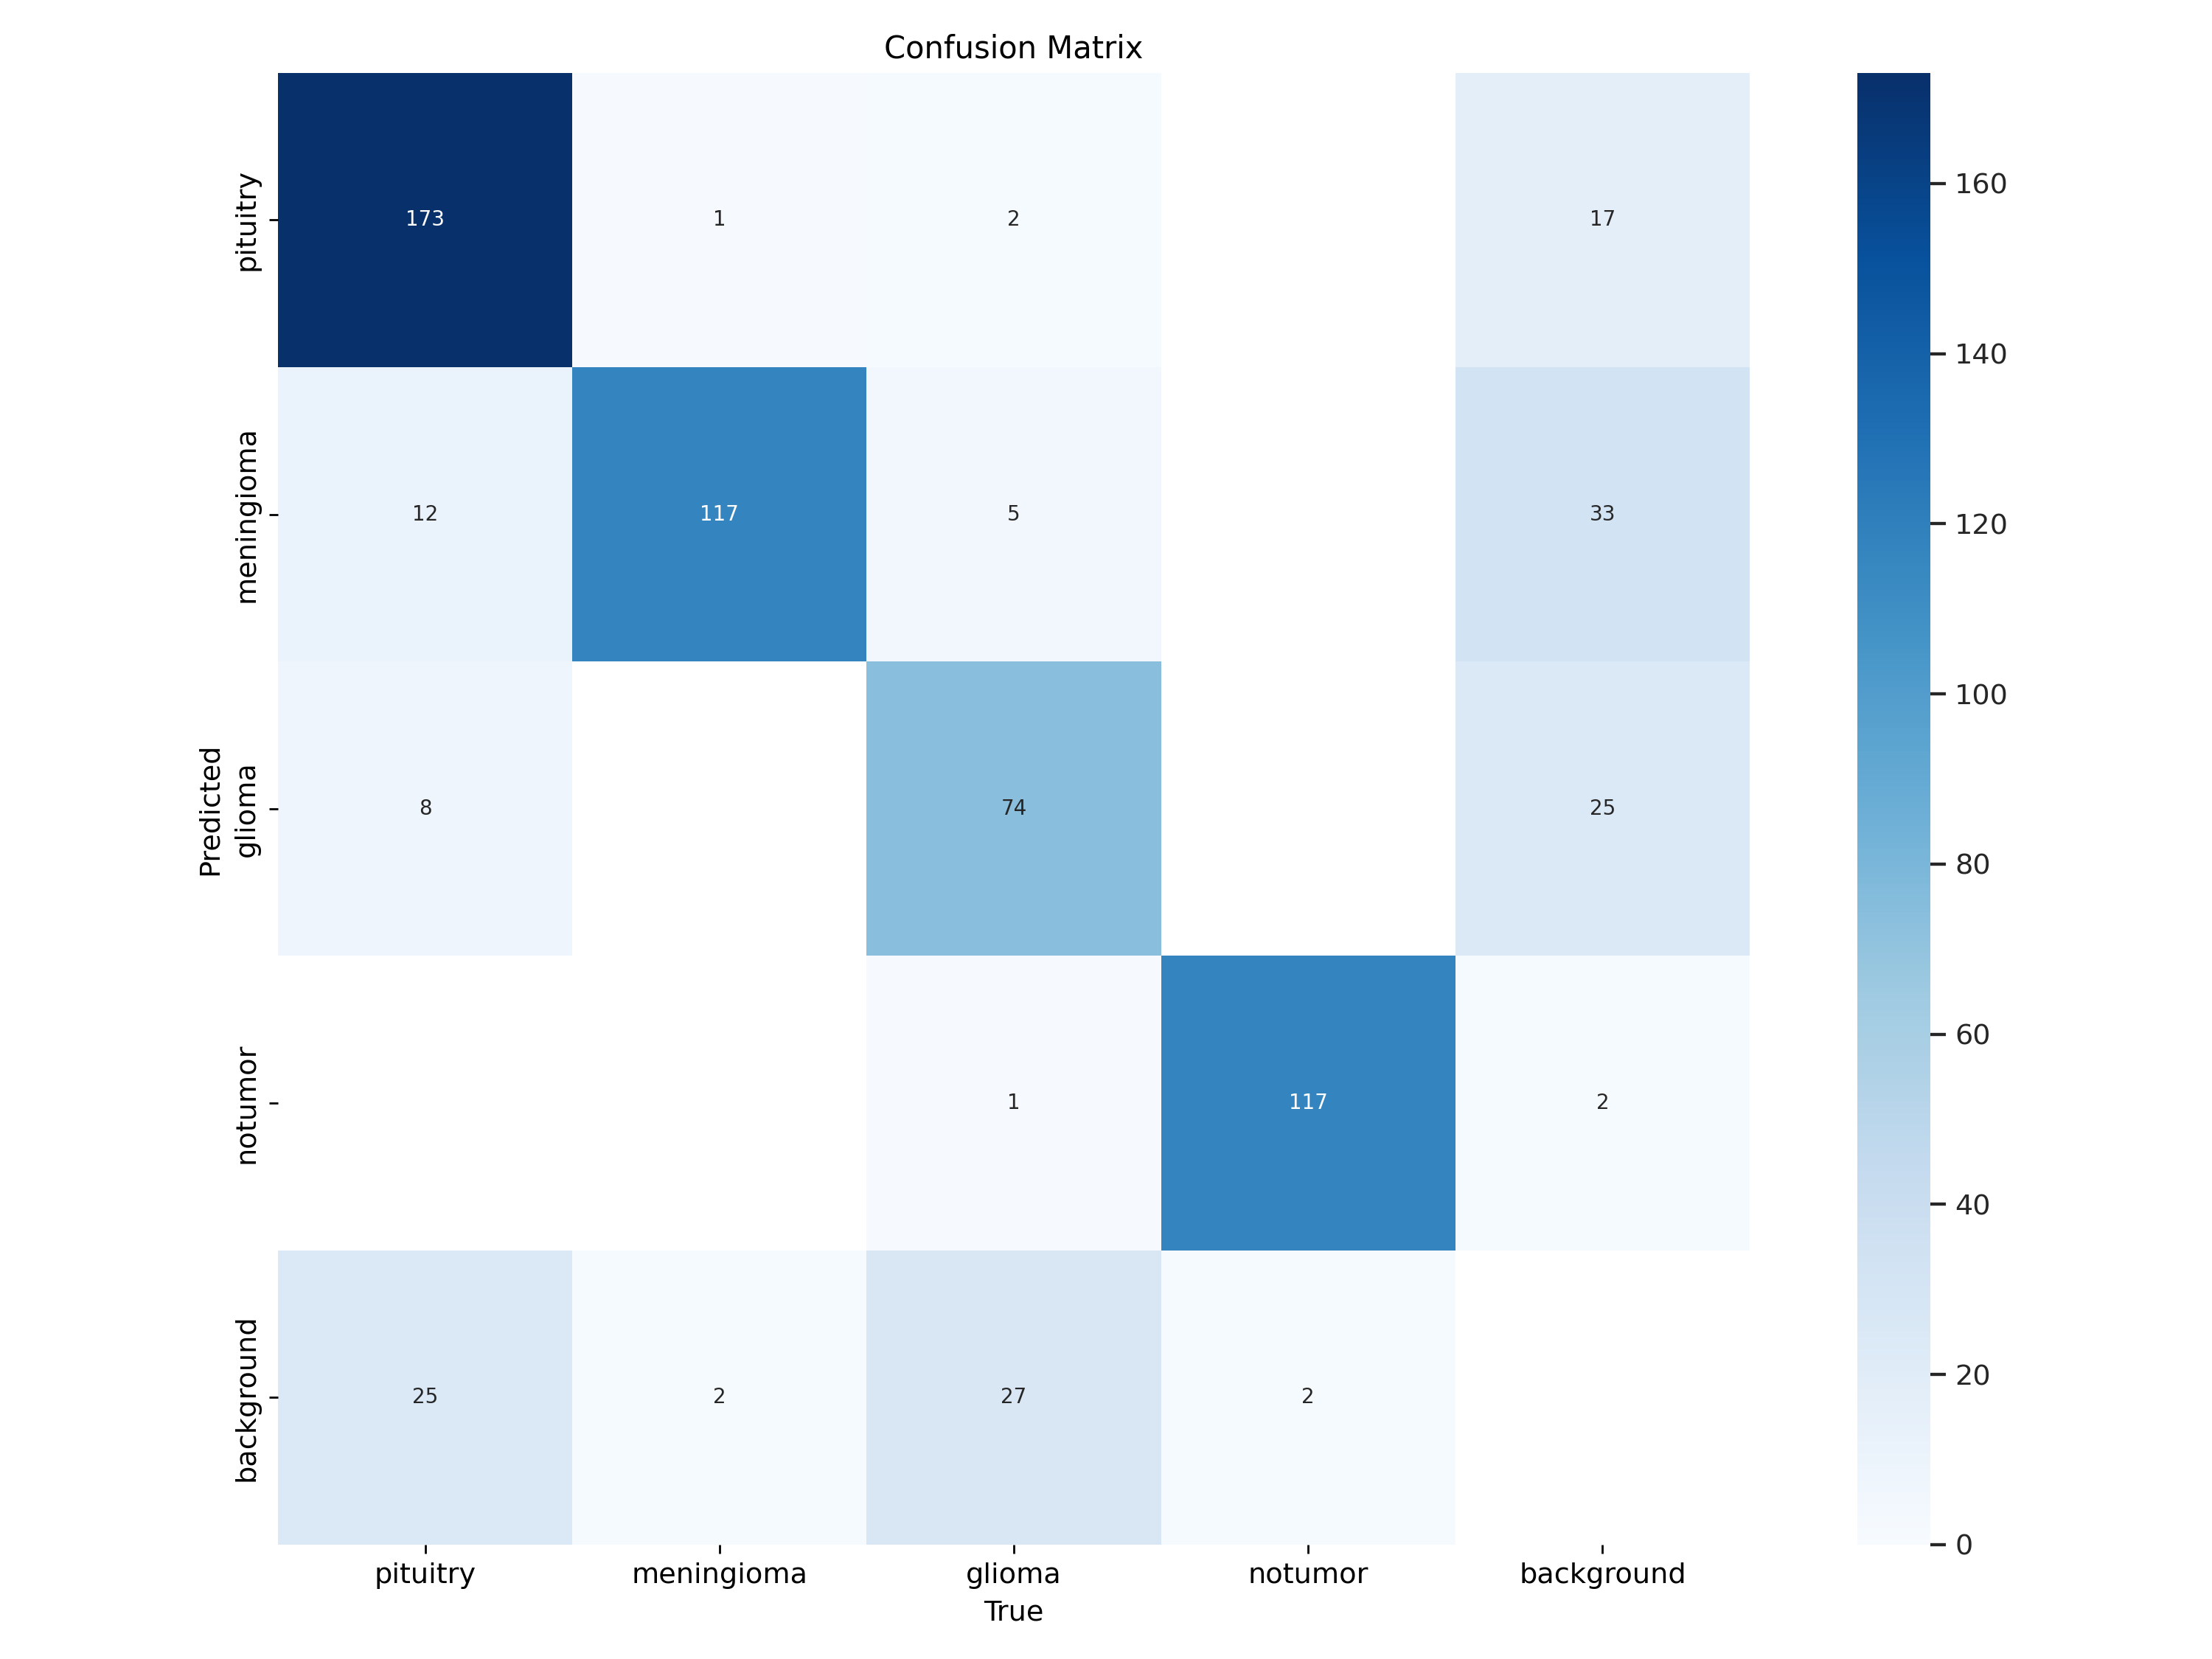 Confusion Matrix
pituitry
173
1
2
17
160
140
meningioma
12
117
5
33
120
100
Predicted
glioma
8
74
25
80
60
notumor
1
117
2
40
background
25
2
27
2
20
0
pituitry
meningioma
glioma
notumor
background
True